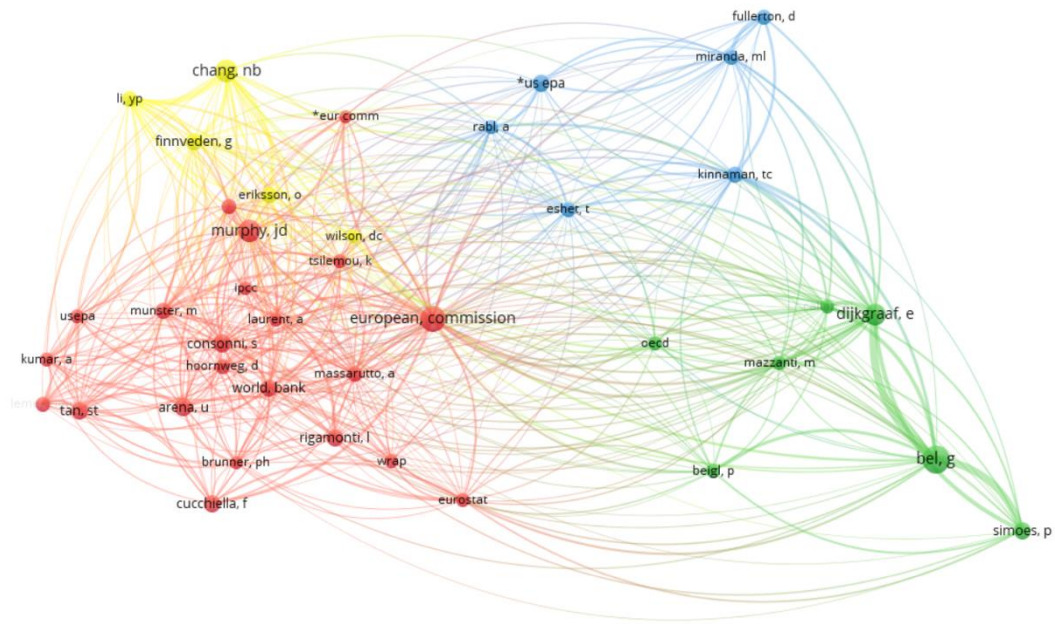 fullerton, d
miranda, ml
chang, nb
*us epa
li, yp
*eur comm
rabl, a
finnveden, g
kinnaman, tc
eriksson, o
eshet, t
murphy, jd
wilson, dc
tsilemou, k
ipcc
usepa
munster, m
laurent, a
european, commission
dijkgraaf, e
consonni, s
oecd
kumar, a
hoornweg, d
massarutto, a
mazzanti, m
world, bank
tan, st
arena, u
rigamonti, l
brunner, ph
wrap
beigl, p
bel, g
cucchiella, f
eurostat
simoes, p